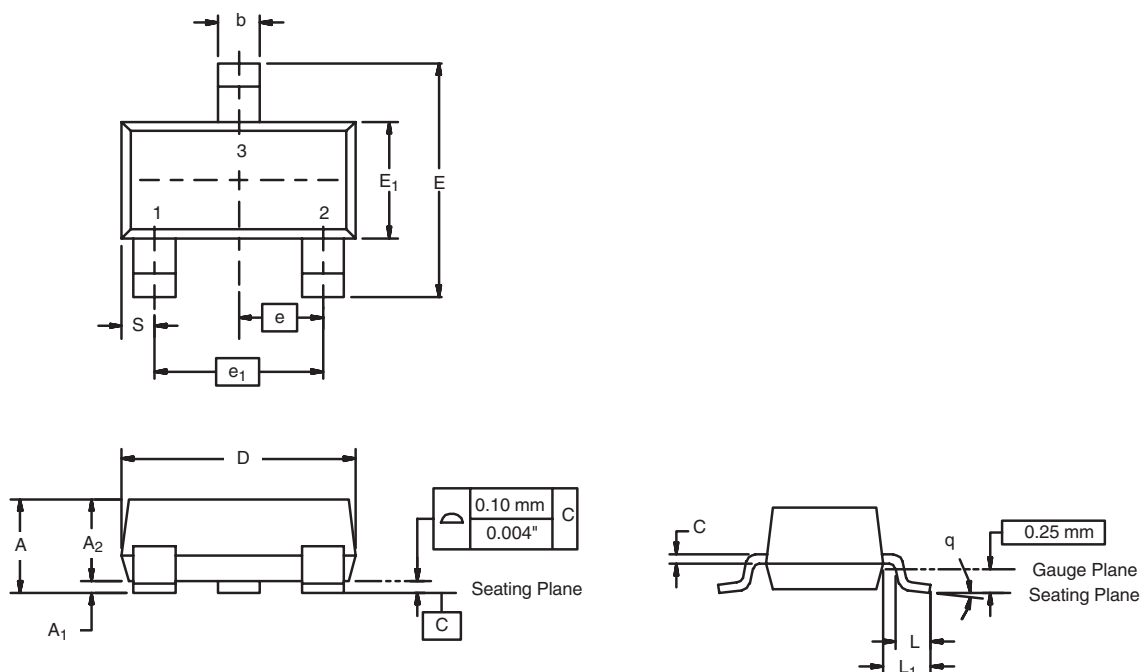 b
3
E1
E
1
2
S
e
e1
D
0.10 mm
C
0.004"
A
A2
Seating Plane
A1
C
C
q
0.25 mm
Gauge Plane
Seating Plane
L
L1